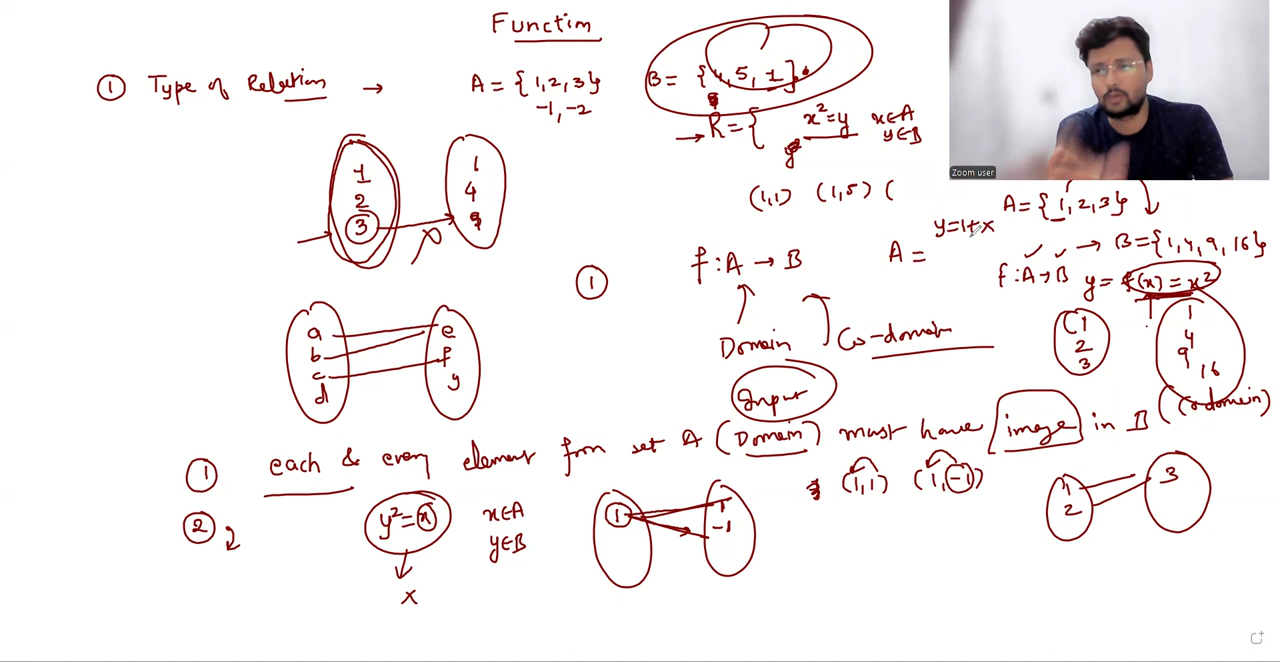 Function
① Type of Relation → A = {1,2,3} B = {4, 5, 1}
-1, -2
→ R = { x²=y x∈A
y∈B
1
2
3
1
4
(1,1) (1,5) (
Zoom user
A = {1,2,3}
y=1+x
① f:A → B A =
→ B={1,4,9,16}
f:A→B y = f(x) = x²
Domain Co-domain
Input
1
2
3
1
4
9
16
a
b
c
d
e
f
y
① each & every element from set A (Domain) must have image in B (Co-domain)
② y²=x x∈A
y∈B
x
1
1
-1
(1,1) (1,-1)
1
2
3